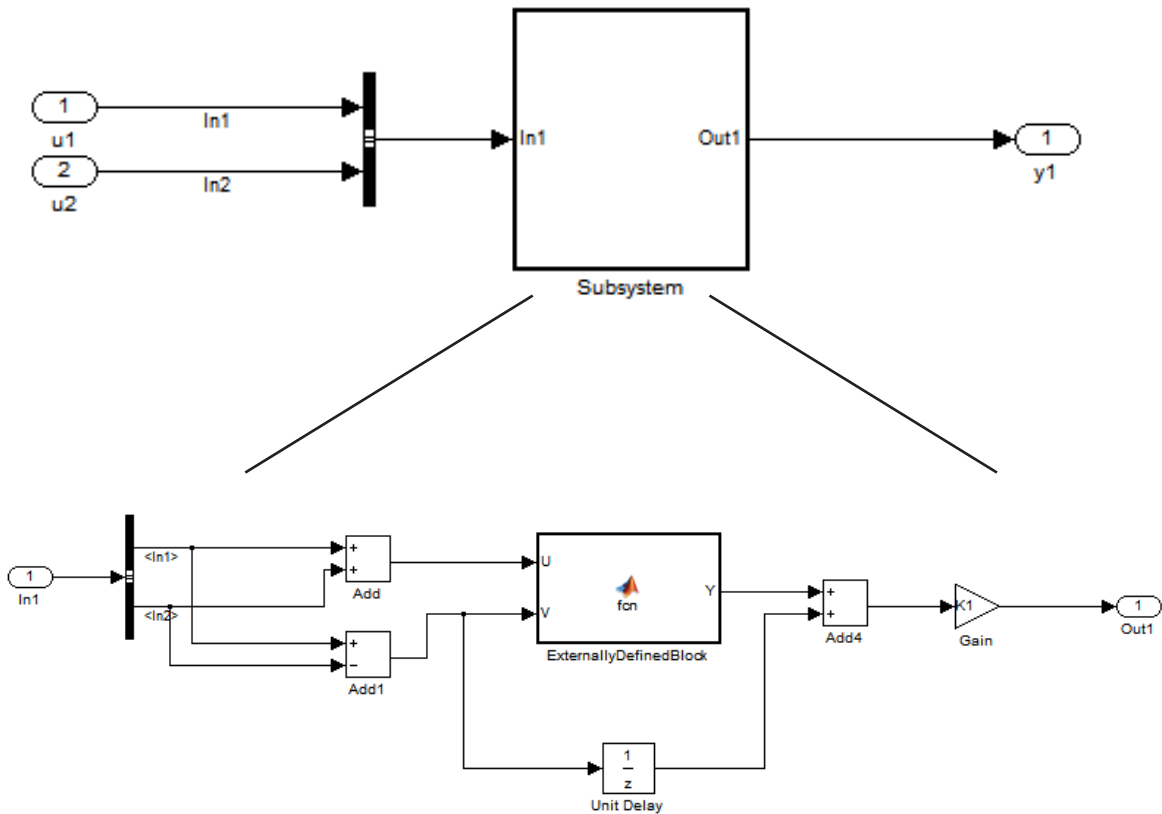 1
In1
u1
2
In2
u2
In1
Out1
1
y1
Subsystem
1
In1
<In1>
<In2>
+
+
Add
+
−
Add1
U
V
fcn
Y
ExternallyDefinedBlock
1
z
Unit Delay
+
+
Add4
K1
Gain
1
Out1